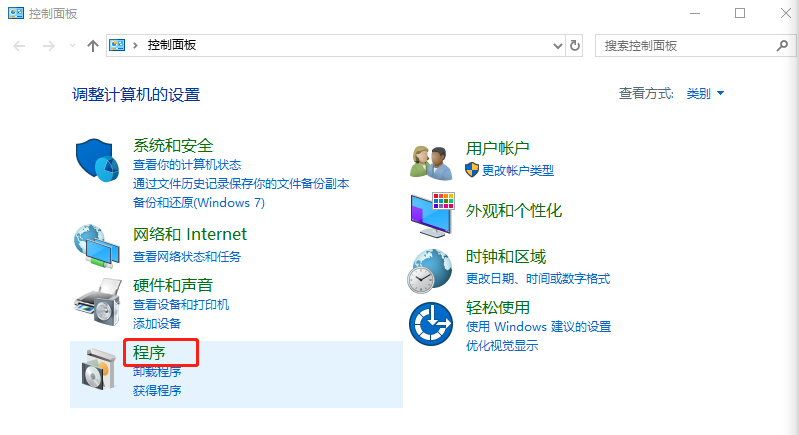 控制面板
控制面板
搜索控制面板
调整计算机的设置
查看方式:
类别
系统和安全
查看你的计算机状态
通过文件历史记录保存你的文件备份副本
备份和还原(Windows 7)
网络和 Internet
查看网络状态和任务
硬件和声音
查看设备和打印机
添加设备
程序
卸载程序
获得程序
用户帐户
更改帐户类型
外观和个性化
时钟和区域
更改日期、时间或数字格式
轻松使用
使用 Windows 建议的设置
优化视觉显示